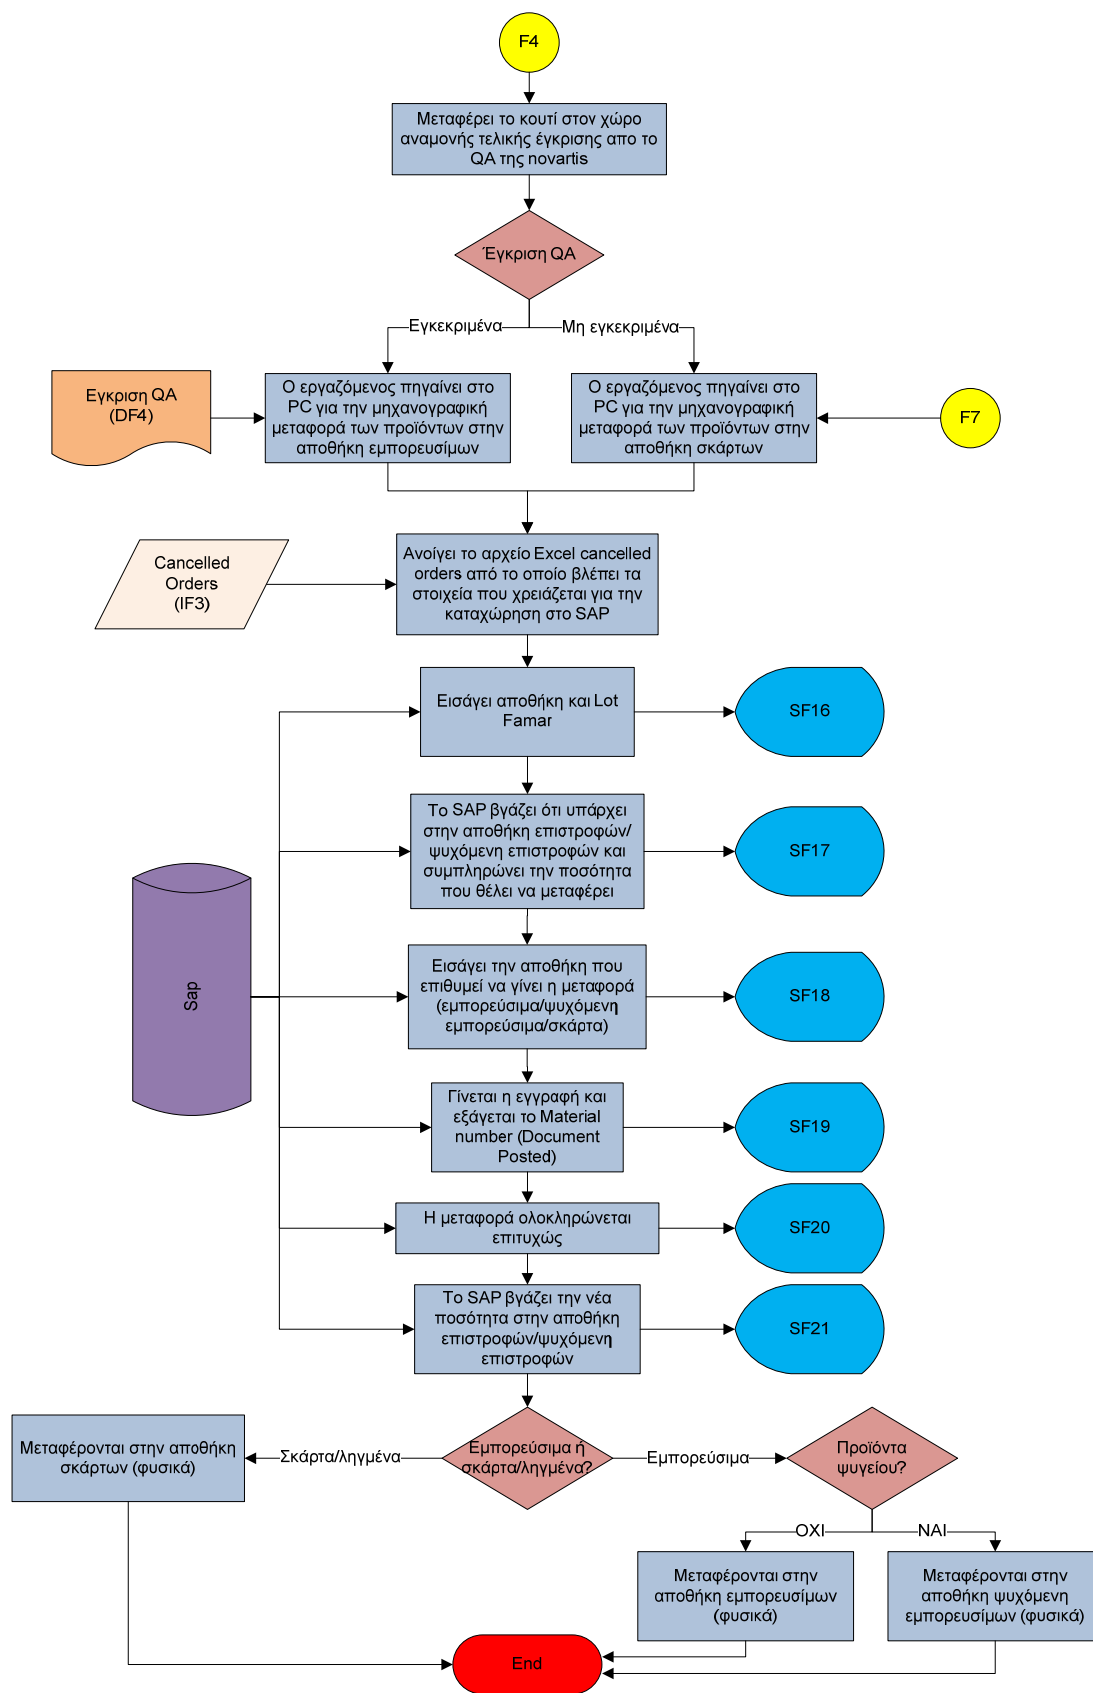 F4
Μεταφέρει το κουτί στον χώρο
αναμονής τελικής έγκρισης απο το
QA της novartis
Έγκριση QA
Εγκεκριμένα
Μη εγκεκριμένα
Εγκριση QA
(DF4)
Ο εργαζόμενος πηγαίνει στο
PC για την μηχανογραφική
μεταφορά των προϊόντων στην
αποθήκη εμπορευσίμων
Ο εργαζόμενος πηγαίνει στο
PC για την μηχανογραφική
μεταφορά των προϊόντων στην
αποθήκη σκάρτων
F7
Cancelled
Orders
(IF3)
Ανοίγει το αρχείο Excel cancelled
orders από το οποίο βλέπει τα
στοιχεία που χρειάζεται για την
καταχώρηση στο SAP
Εισάγει αποθήκη και Lot
Famar
SF16
Το SAP βγάζει ότι υπάρχει
στην αποθήκη επιστροφών/
ψυχόμενη επιστροφών και
συμπληρώνει την ποσότητα
που θέλει να μεταφέρει
SF17
Sap
Εισάγει την αποθήκη που
επιθυμεί να γίνει η μεταφορά
(εμπορεύσιμα/ψυχόμενη
εμπορεύσιμα/σκάρτα)
SF18
Γίνεται η εγγραφή και
εξάγεται το Material
number (Document
Posted)
SF19
Η μεταφορά ολοκληρώνεται
επιτυχώς
SF20
Το SAP βγάζει την νέα
ποσότητα στην αποθήκη
επιστροφών/ψυχόμενη
επιστροφών
SF21
Μεταφέρονται στην αποθήκη
σκάρτων (φυσικά)
Σκάρτα/ληγμένα
Εμπορεύσιμα ή
σκάρτα/ληγμένα?
Εμπορεύσιμα
Προϊόντα
ψυγείου?
ΟΧΙ
ΝΑΙ
Μεταφέρονται στην
αποθήκη εμπορευσίμων
(φυσικά)
Μεταφέρονται στην
αποθήκη ψυχόμενη
εμπορευσίμων (φυσικά)
End